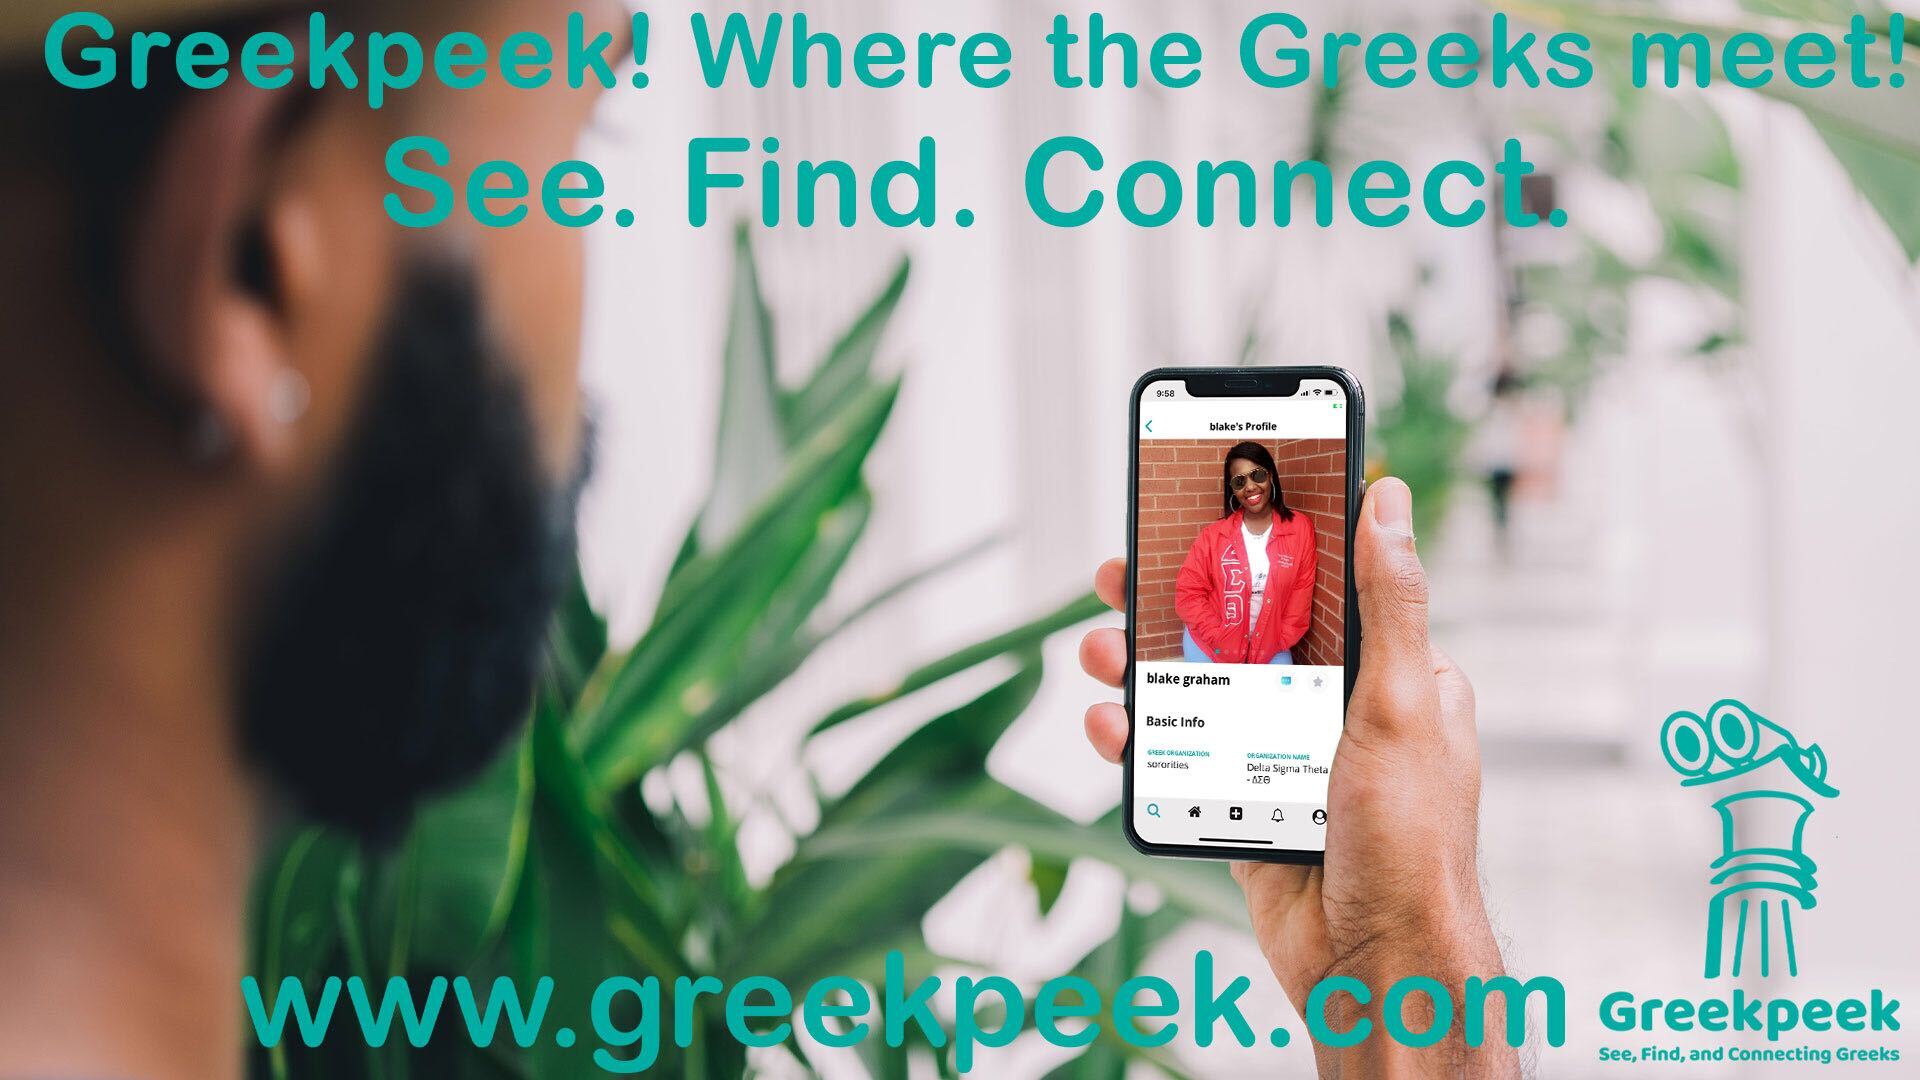 Greekpeek! Where the Greeks meet!
See. Find. Connect.
9:58
blake's Profile
ΔΣΘ
blake graham
Basic Info
GREEK ORGANIZATION
sororities
ORGANIZATION NAME
Delta Sigma Theta
- ΔΣΘ
www.greekpeek.com
Greekpeek
See, Find, and Connecting Greeks